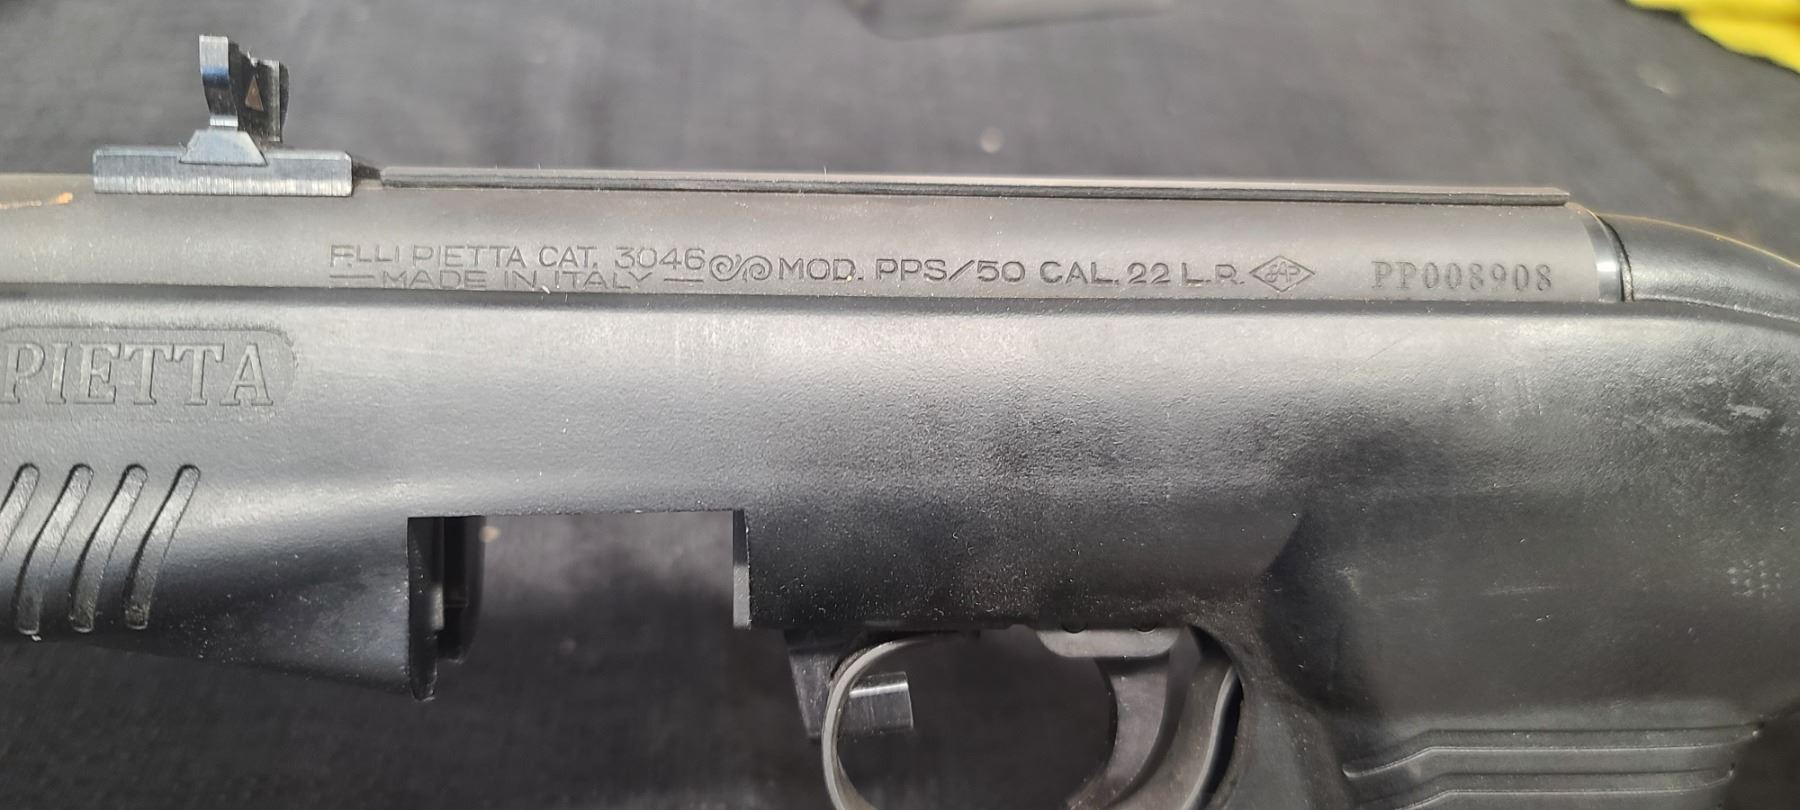 F.LLI PIETTA CAT. 3046 MOD. PPS/50 CAL. 22 L.R. PP008908
MADE IN ITALY
PIETTA